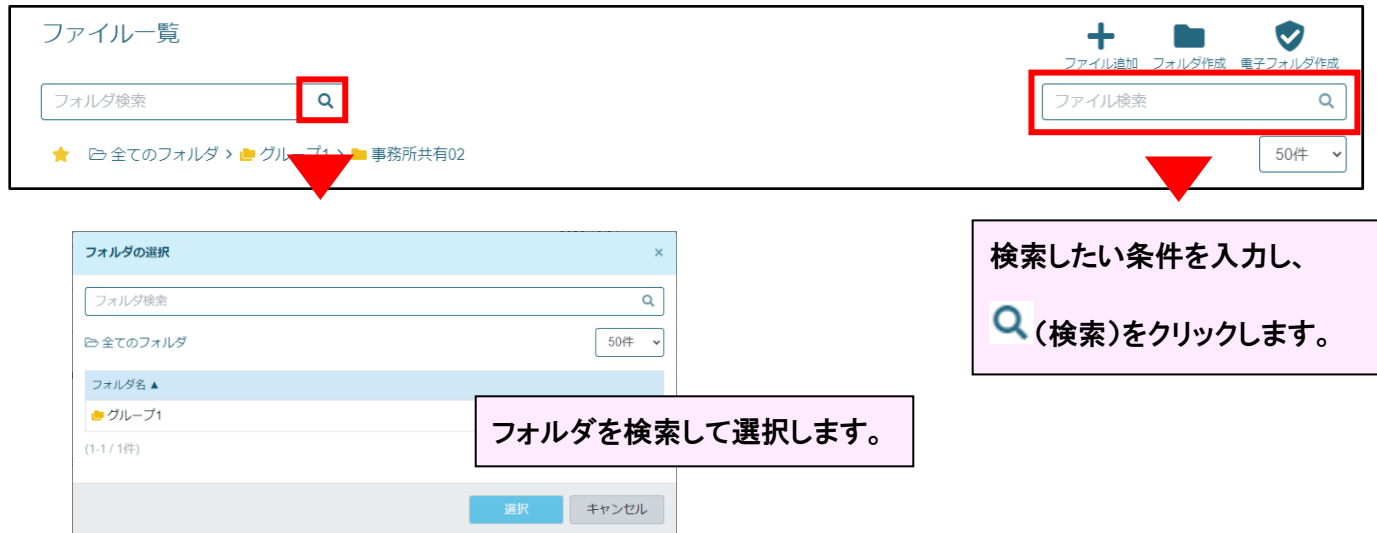 ファイル一覧
ファイル追加 フォルダ作成 電子フォルダ作成
フォルダ検索
ファイル検索
全てのフォルダ > グループ1 > 事務所共有02
50件
フォルダの選択 ×
フォルダ検索
全てのフォルダ
50件
フォルダ名 ▲
グループ1
(1-1 / 1件)
選択 キャンセル
フォルダを検索して選択します。
検索したい条件を入力し、
(検索)をクリックします。